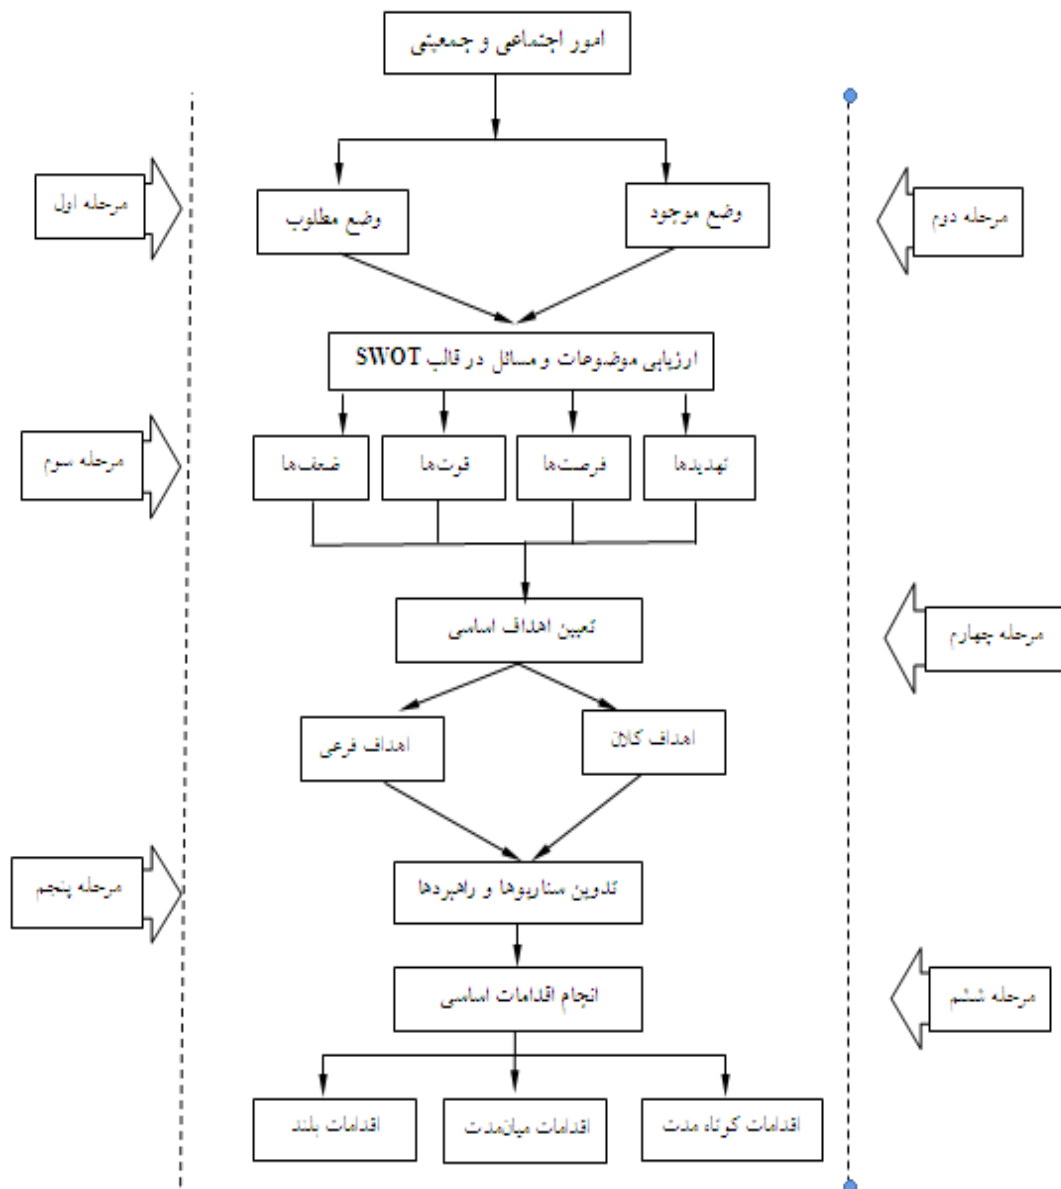 امور اجتماعی و جمعیتی
مرحله اول
وضع مطلوب
وضع موجود
مرحله دوم
ارزیابی موضوعات و مسائل در قالب SWOT
مرحله سوم
ضعف‌ها
قوت‌ها
فرصت‌ها
تهدیدها
تعیین اهداف اساسی
مرحله چهارم
اهداف فرعی
اهداف کلان
مرحله پنجم
تدوین سناریوها و راهبردها
انجام اقدامات اساسی
مرحله ششم
اقدامات بلند
اقدامات میان‌مدت
اقدامات کوتاه مدت